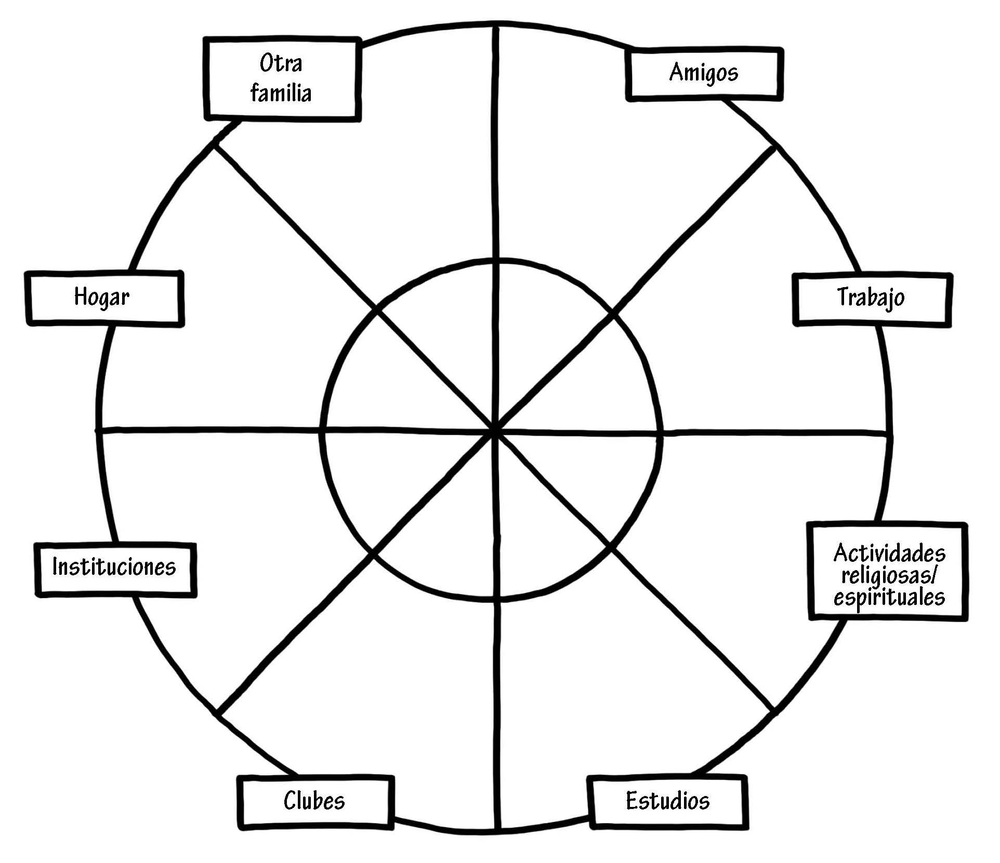 Otra
familia
Amigos
Hogar
Trabajo
Instituciones
Actividades
religiosas/
espirituales
Clubes
Estudios